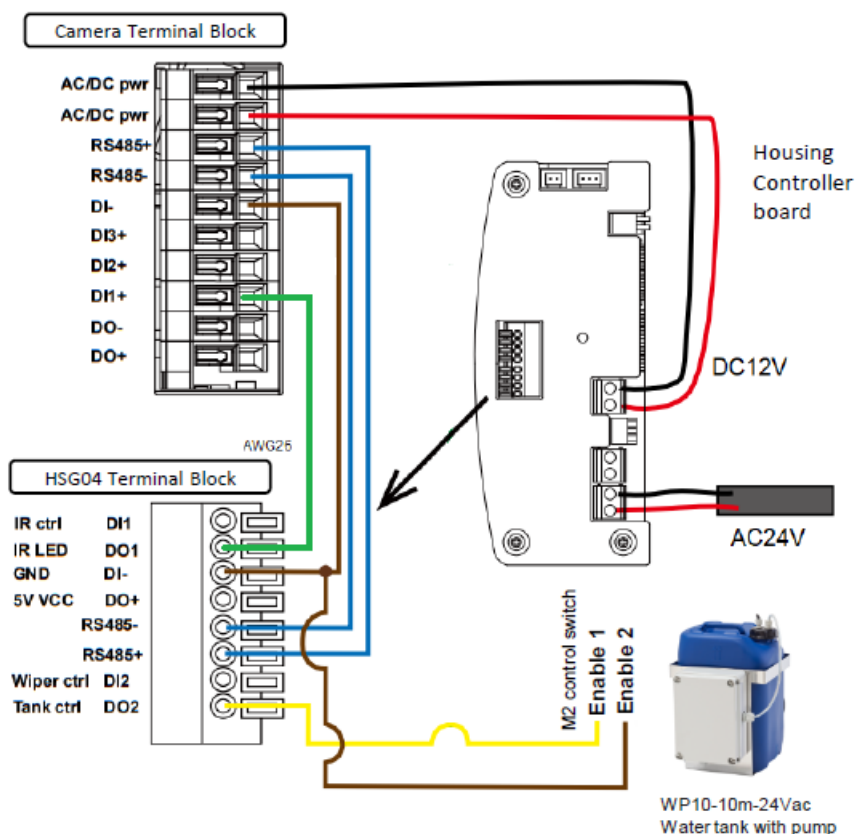 Camera Terminal Block
AC/DC pwr
AC/DC pwr
RS485+
RS485-
DI-
DI3+
DI2+
DI1+
DO-
DO+
Housing
Controller
board
DC12V
AC24V
AWG26
HSG04 Terminal Block
IR ctrl DI1
IR LED DO1
GND DI-
5V VCC DO+
RS485-
RS485+
Wiper ctrl DI2
Tank ctrl DO2
M2 control switch
Enable 1
Enable 2
WP10-10m-24Vac
Water tank with pump